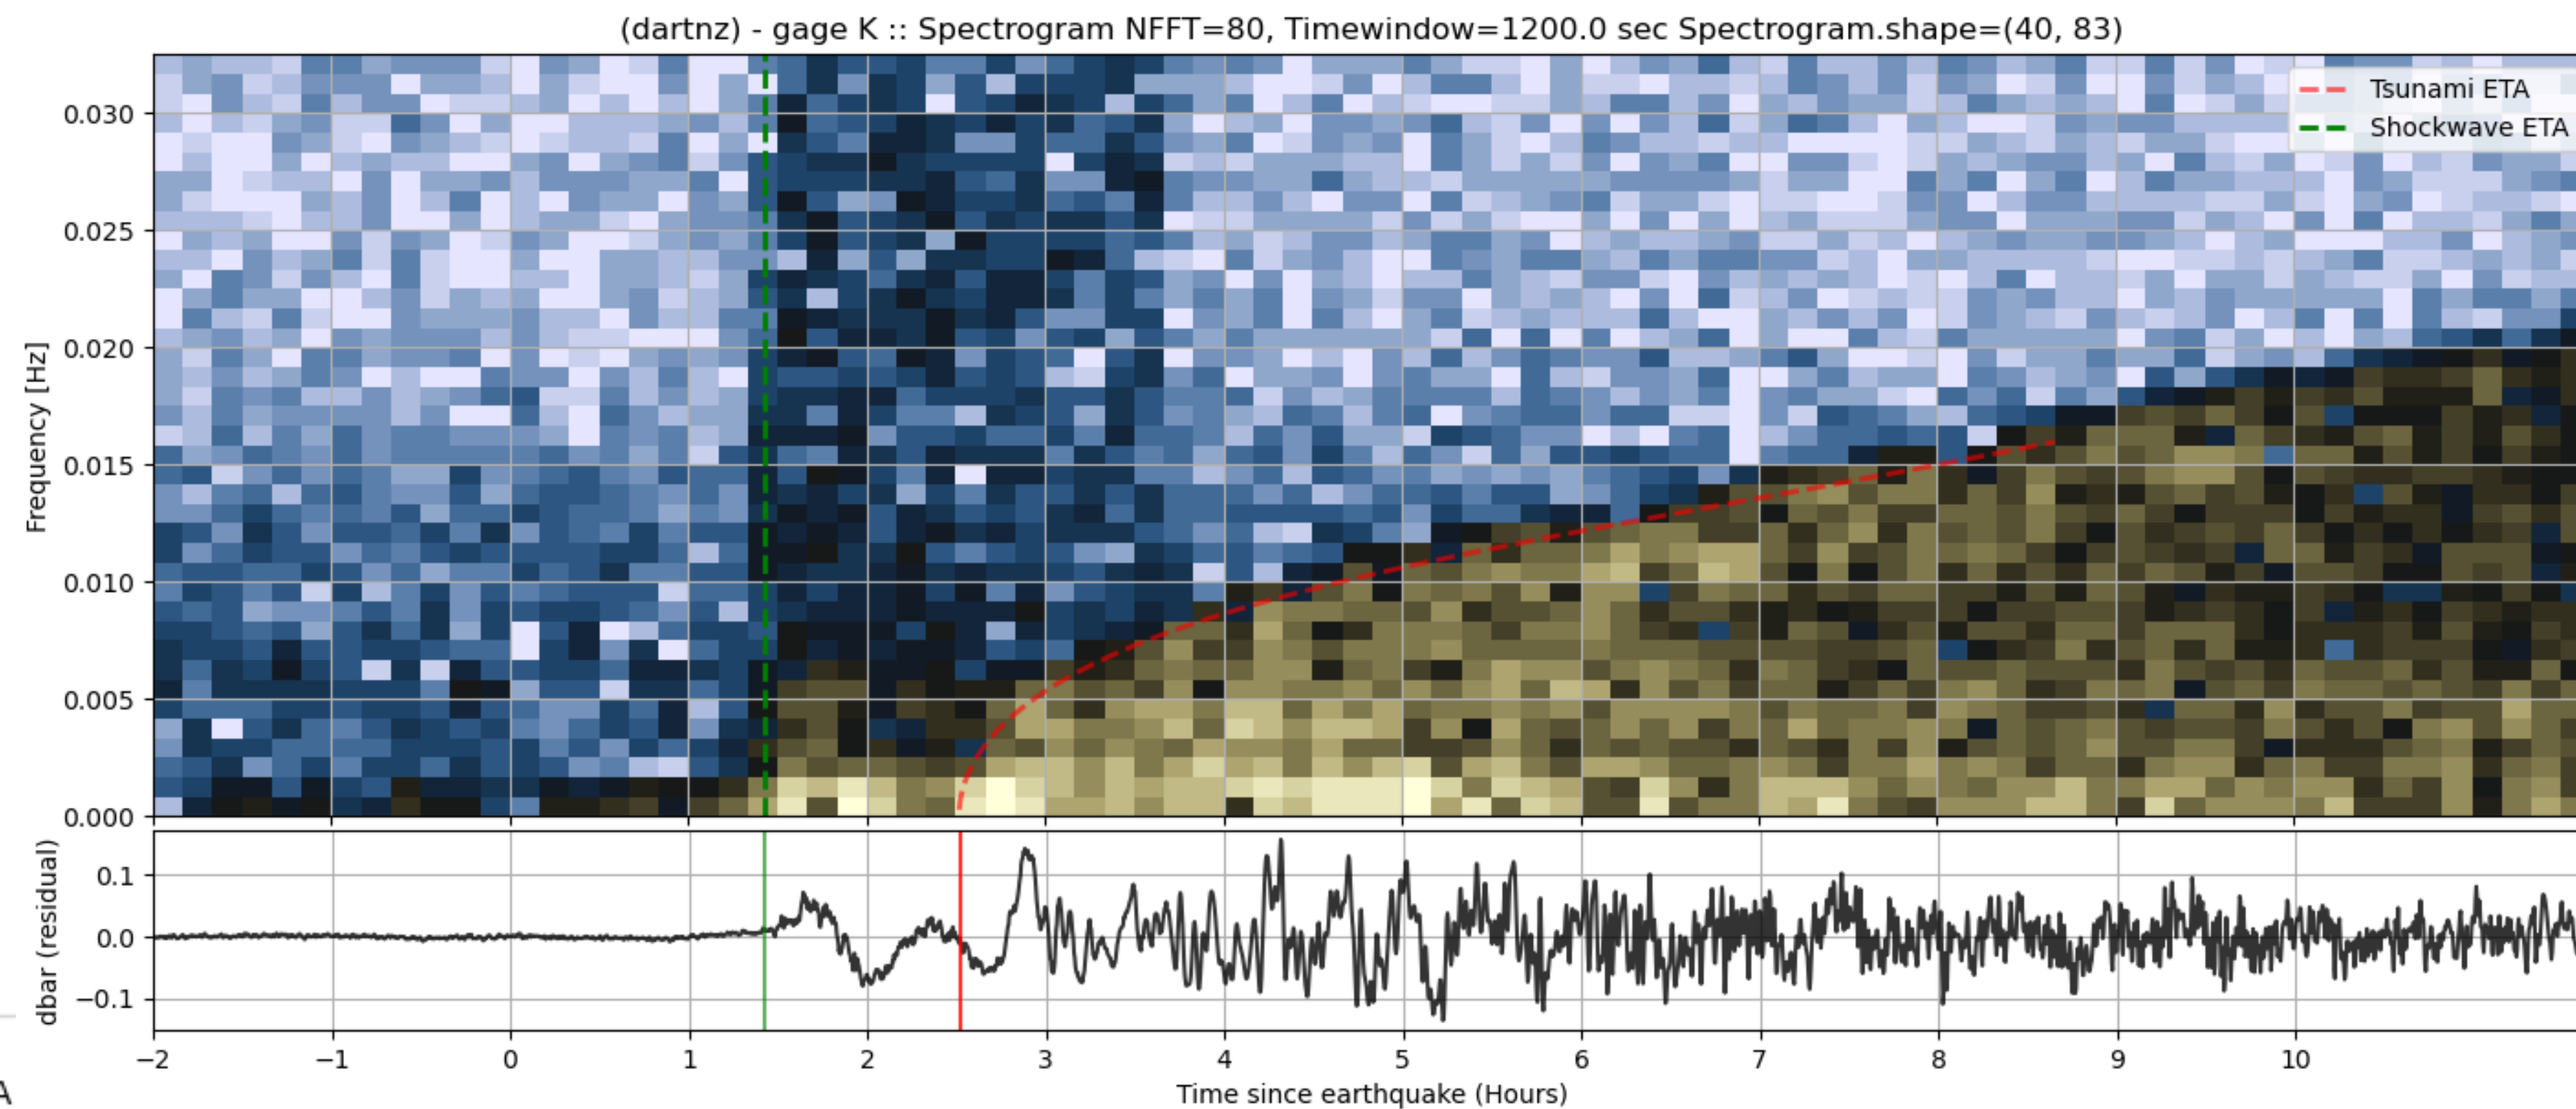 (dartnz) - gage K :: Spectrogram NFFT=80, Timewindow=1200.0 sec Spectrogram.shape=(40, 83)
Tsunami ETA
Shockwave ETA
Frequency [Hz]
0.030
0.025
0.020
0.015
0.010
0.005
0.000
dbar (residual)
0.1
0.0
−0.1
−2 −1 0 1 2 3 4 5 6 7 8 9 10
Time since earthquake (Hours)
A